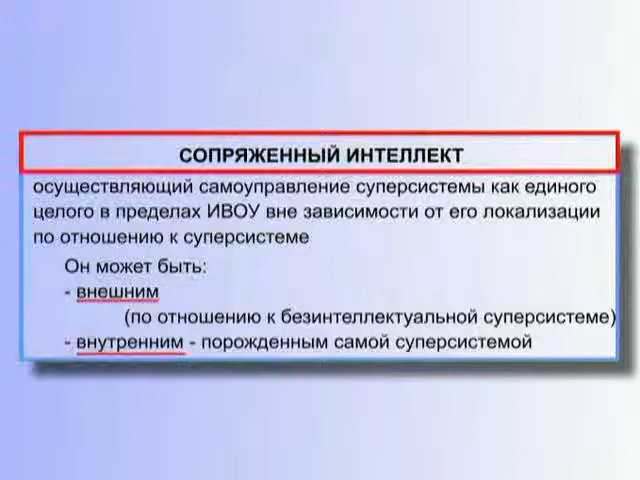 СОПРЯЖЕННЫЙ ИНТЕЛЛЕКТ
осуществляющий самоуправление суперсистемы как единого
целого в пределах ИВОУ вне зависимости от его локализации
по отношению к суперсистеме
Он может быть:
- внешним
(по отношению к безинтеллектуальной суперсистеме)
- внутренним - порожденным самой суперсистемой